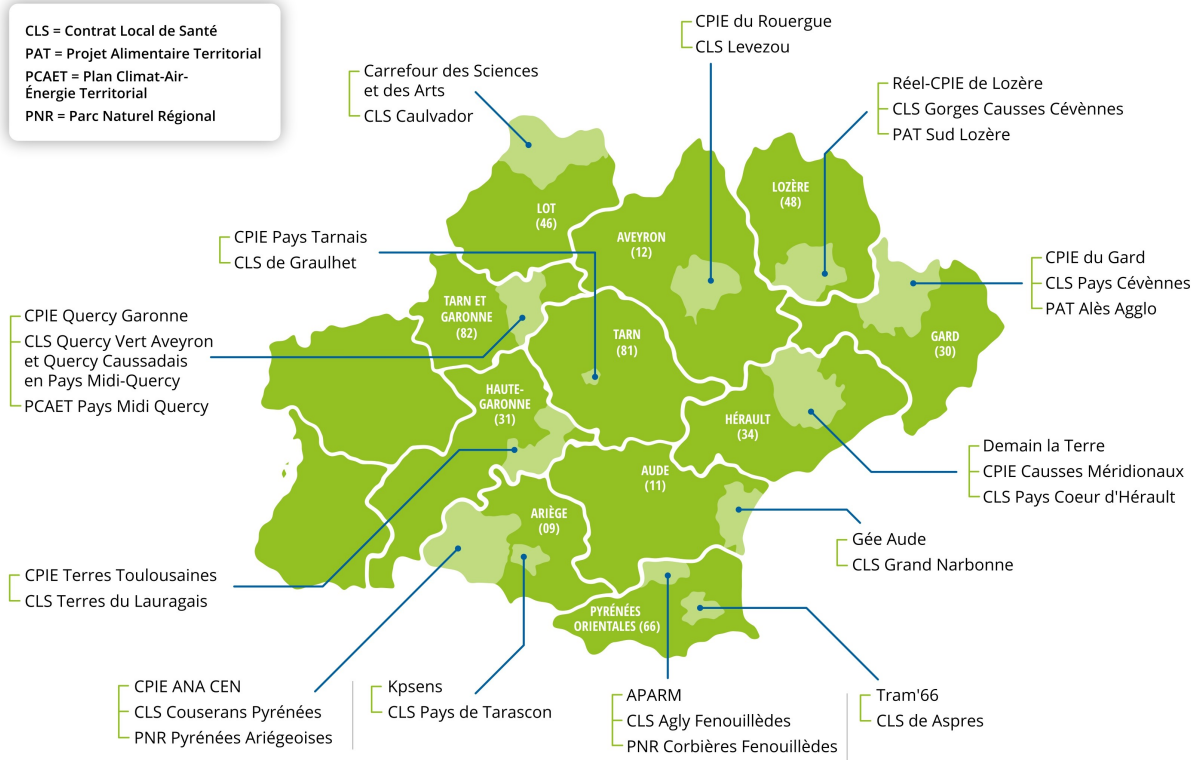 CLS = Contrat Local de Santé
PAT = Projet Alimentaire Territorial
PCAET = Plan Climat-Air-
Énergie Territorial
PNR = Parc Naturel Régional
CPIE du Rouergue
CLS Levezou
Carrefour des Sciences
et des Arts
CLS Caulvador
Réel-CPIE de Lozère
CLS Gorges Causses Cévènnes
PAT Sud Lozère
LOZÈRE
(48)
LOT
(46)
AVEYRON
(12)
CPIE Pays Tarnais
CLS de Graulhet
CPIE du Gard
CLS Pays Cévènnes
PAT Alès Agglo
TARN ET
GARONNE
(82)
CPIE Quercy Garonne
CLS Quercy Vert Aveyron
et Quercy Caussadais
en Pays Midi-Quercy
PCAET Pays Midi Quercy
TARN
(81)
GARD
(30)
HAUTE-
GARONNE
(31)
HÉRAULT
(34)
Demain la Terre
CPIE Causses Méridionaux
CLS Pays Coeur d'Hérault
AUDE
(11)
ARIÈGE
(09)
Gée Aude
CLS Grand Narbonne
CPIE Terres Toulousaines
CLS Terres du Lauragais
PYRÉNÉES
ORIENTALES (66)
CPIE ANA CEN
CLS Couserans Pyrénées
PNR Pyrénées Ariégeoises
Kpsens
CLS Pays de Tarascon
APARM
CLS Agly Fenouillèdes
PNR Corbières Fenouillèdes
Tram'66
CLS de Aspres